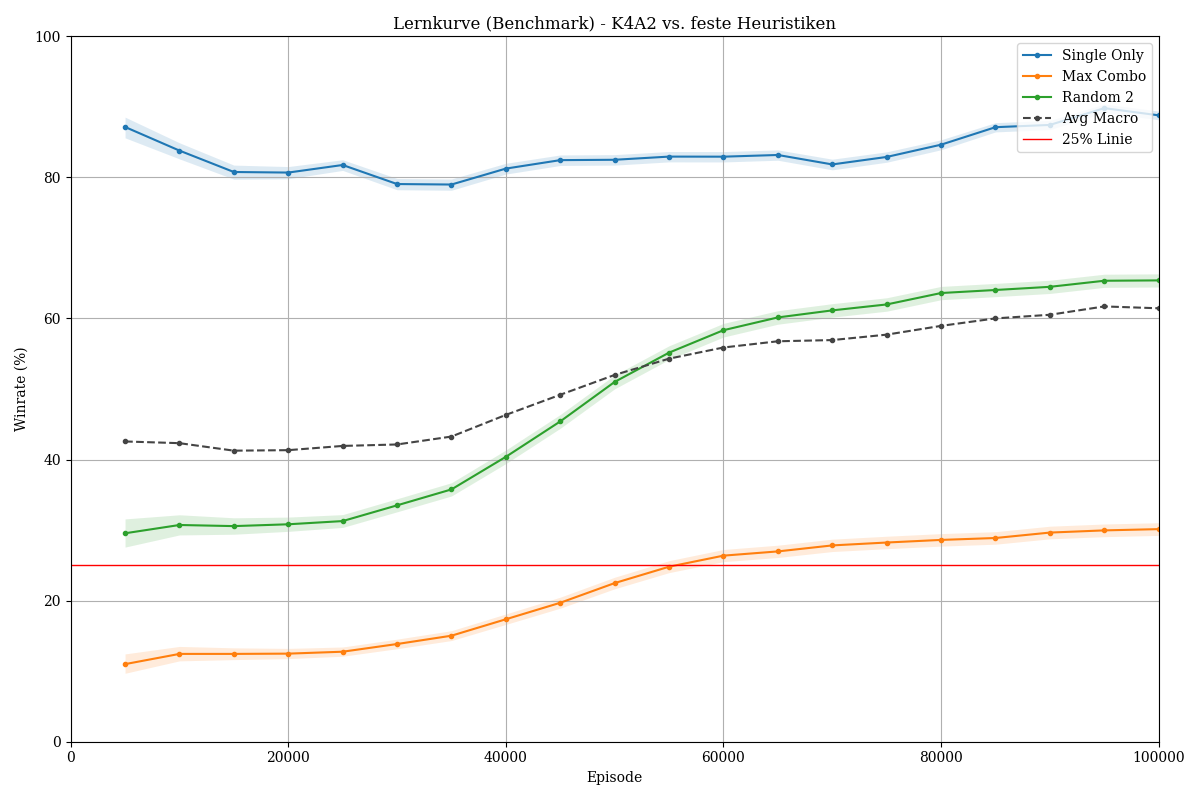 Lernkurve (Benchmark) - K4A2 vs. feste Heuristiken
100
80
60
40
20
0
Winrate (%)
Single Only
Max Combo
Random 2
Avg Macro
25% Linie
0 20000 40000 60000 80000 100000
Episode